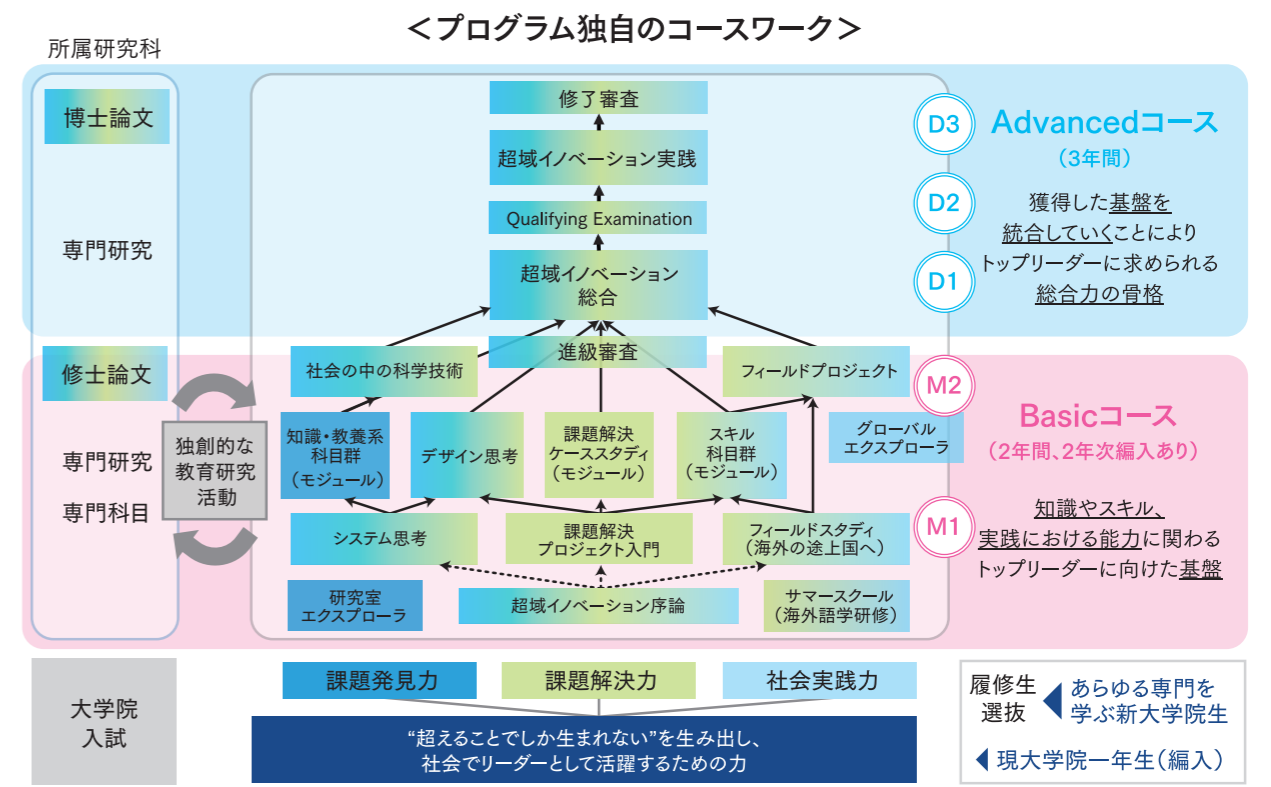 ＜プログラム独自のコースワーク＞
所属研究科
博士論文
専門研究
修士論文
専門研究
専門科目
独創的な
教育研究
活動
修了審査
超域イノベーション実践
Qualifying Examination
超域イノベーション
総合
進級審査
社会の中の科学技術
フィールドプロジェクト
知識・教養系
科目群
（モジュール）
デザイン思考
課題解決
ケーススタディ
（モジュール）
スキル
科目群
（モジュール）
グローバル
エクスプローラ
システム思考
課題解決
プロジェクト入門
フィールドスタディ
（海外の途上国へ）
研究室
エクスプローラ
超域イノベーション序論
サマースクール
（海外語学研修）
D3
D2
D1
M2
M1
Advancedコース
（3年間）
獲得した基盤を
統合していくことにより
トップリーダーに求められる
総合力の骨格
Basicコース
（2年間、2年次編入あり）
知識やスキル、
実践における能力に関わる
トップリーダーに向けた基盤
大学院
入試
課題発見力
課題解決力
社会実践力
“超えることでしか生まれない”を生み出し、
社会でリーダーとして活躍するための力
履修生
選抜
あらゆる専門を
学ぶ新大学院生
現大学院一年生（編入）